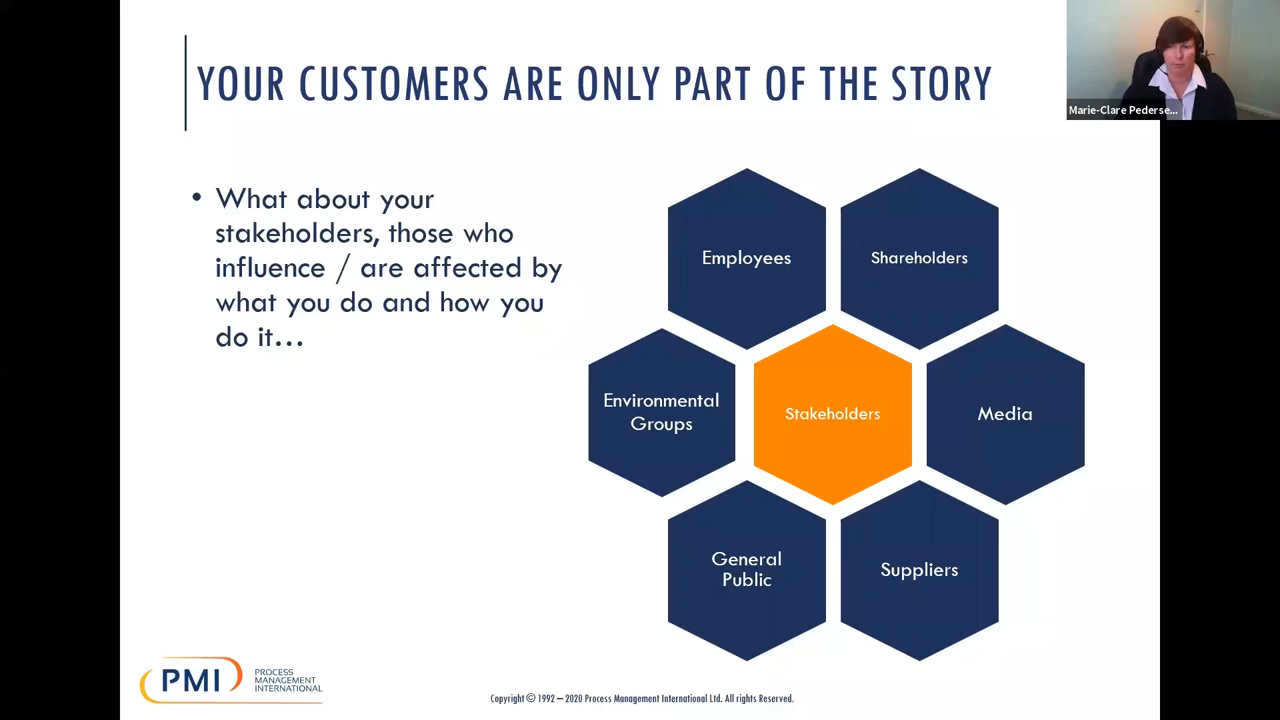 YOUR CUSTOMERS ARE ONLY PART OF THE STORY
Marie-Clare Pederse...
• What about your
stakeholders, those who
influence / are affected by
what you do and how you
do it...
Employees
Shareholders
Environmental
Groups
Stakeholders
Media
General
Public
Suppliers
PMI
PROCESS
MANAGEMENT
INTERNATIONAL
Copyright © 1992 – 2020 Process Management International Ltd. All rights Reserved.